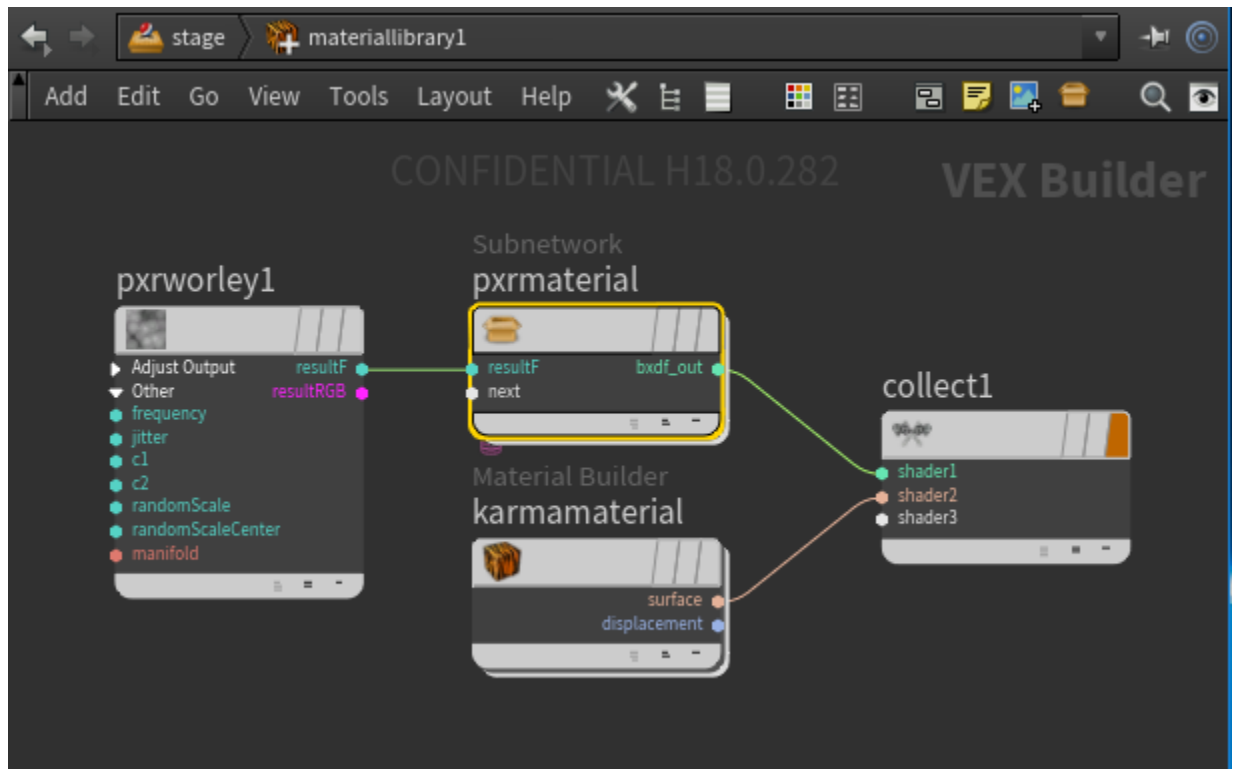 stage
materiallibrary1
Add Edit Go View Tools Layout Help
CONFIDENTIAL H18.0.282
VEX Builder
pxrworley1
Adjust Output resultF
Other resultRGB
frequency
jitter
c1
c2
randomScale
randomScaleCenter
manifold
Subnetwork
pxrmaterial
resultF bxdf_out
next
Material Builder
karmamaterial
surface
displacement
collect1
shader1
shader2
shader3